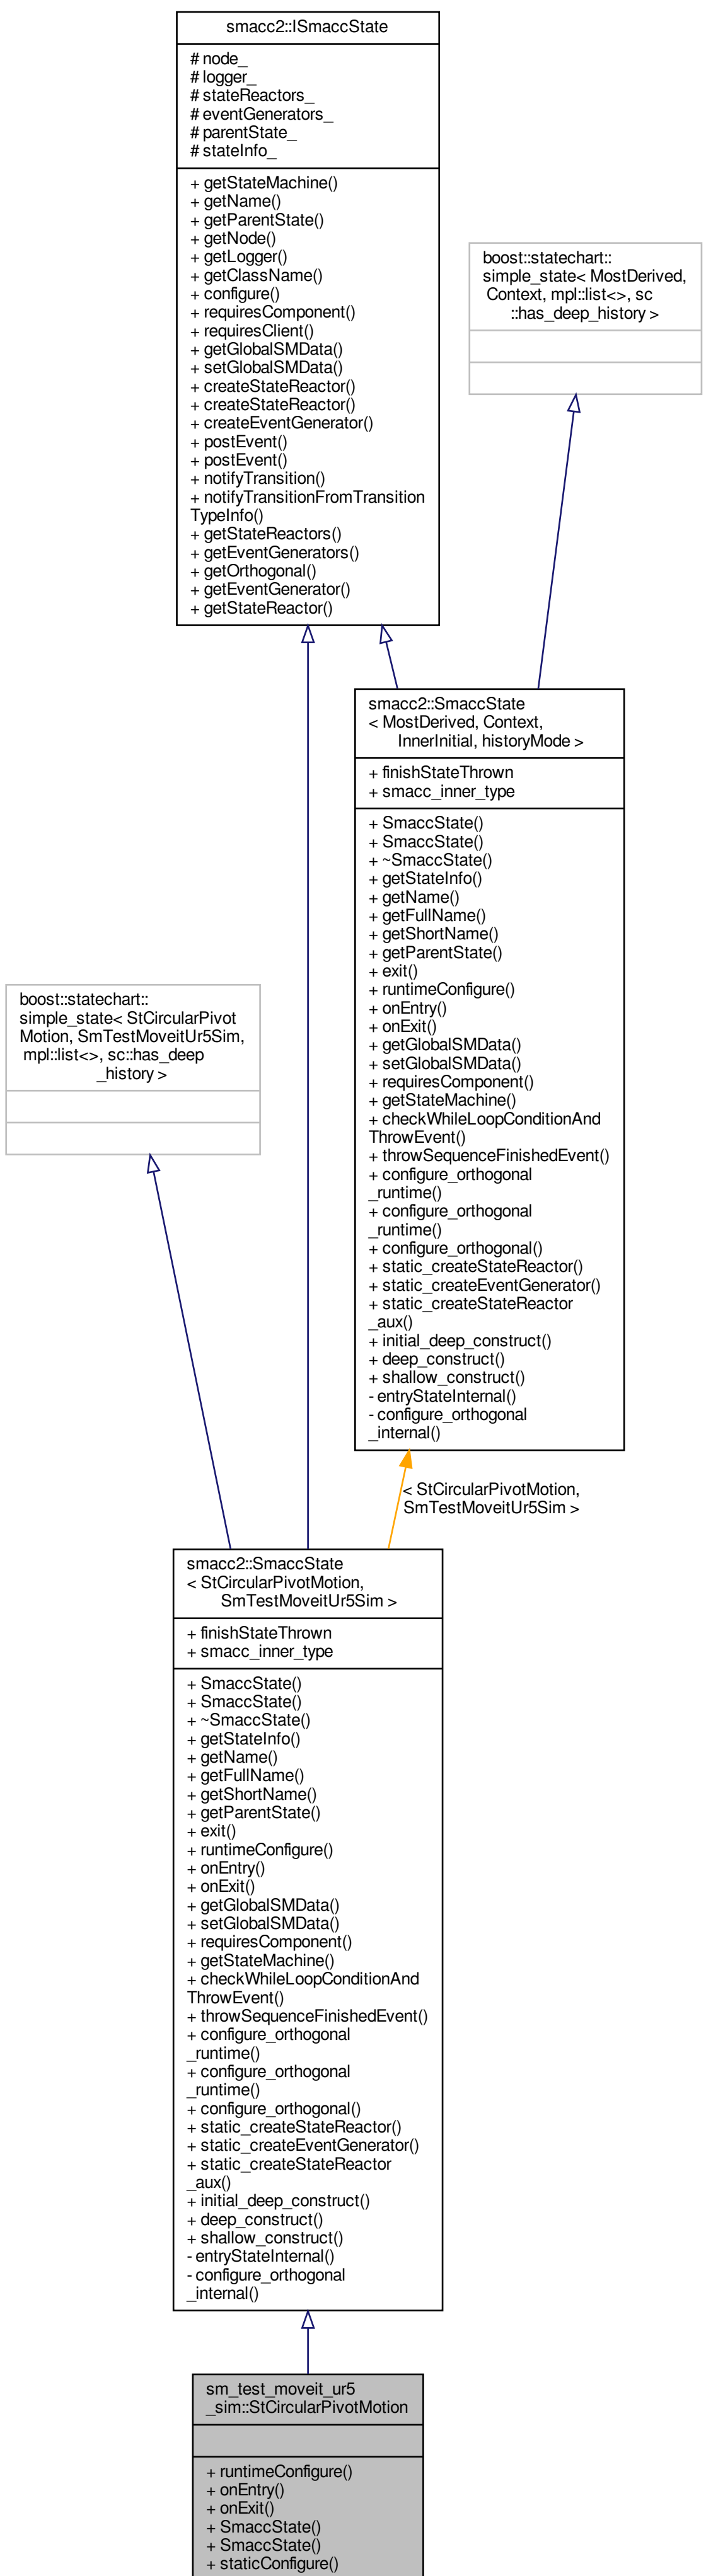 smacc2::ISmaccState
# node_
# logger_
# stateReactors_
# eventGenerators_
# parentState_
# stateInfo_
+ getStateMachine()
+ getName()
+ getParentState()
+ getNode()
+ getLogger()
+ getClassName()
+ configure()
+ requiresComponent()
+ requiresClient()
+ getGlobalSMData()
+ setGlobalSMData()
+ createStateReactor()
+ createStateReactor()
+ createEventGenerator()
+ postEvent()
+ postEvent()
+ notifyTransition()
+ notifyTransitionFromTransition
TypeInfo()
+ getStateReactors()
+ getEventGenerators()
+ getOrthogonal()
+ getEventGenerator()
+ getStateReactor()
boost::statechart::
simple_state< MostDerived,
Context, mpl::list<>, sc
::has_deep_history >
smacc2::SmaccState
< MostDerived, Context,
InnerInitial, historyMode >
+ finishStateThrown
+ smacc_inner_type
+ SmaccState()
+ SmaccState()
+ ~SmaccState()
+ getStateInfo()
+ getName()
+ getFullName()
+ getShortName()
+ getParentState()
+ exit()
+ runtimeConfigure()
+ onEntry()
+ onExit()
+ getGlobalSMData()
+ setGlobalSMData()
+ requiresComponent()
+ getStateMachine()
+ checkWhileLoopConditionAnd
ThrowEvent()
+ throwSequenceFinishedEvent()
+ configure_orthogonal
_runtime()
+ configure_orthogonal
_runtime()
+ configure_orthogonal()
+ static_createStateReactor()
+ static_createEventGenerator()
+ static_createStateReactor
_aux()
+ initial_deep_construct()
+ deep_construct()
+ shallow_construct()
- entryStateInternal()
- configure_orthogonal
_internal()
boost::statechart::
simple_state< StCircularPivot
Motion, SmTestMoveitUr5Sim,
mpl::list<>, sc::has_deep
_history >
< StCircularPivotMotion,
SmTestMoveitUr5Sim >
smacc2::SmaccState
< StCircularPivotMotion,
SmTestMoveitUr5Sim >
+ finishStateThrown
+ smacc_inner_type
+ SmaccState()
+ SmaccState()
+ ~SmaccState()
+ getStateInfo()
+ getName()
+ getFullName()
+ getShortName()
+ getParentState()
+ exit()
+ runtimeConfigure()
+ onEntry()
+ onExit()
+ getGlobalSMData()
+ setGlobalSMData()
+ requiresComponent()
+ getStateMachine()
+ checkWhileLoopConditionAnd
ThrowEvent()
+ throwSequenceFinishedEvent()
+ configure_orthogonal
_runtime()
+ configure_orthogonal
_runtime()
+ configure_orthogonal()
+ static_createStateReactor()
+ static_createEventGenerator()
+ static_createStateReactor
_aux()
+ initial_deep_construct()
+ deep_construct()
+ shallow_construct()
- entryStateInternal()
- configure_orthogonal
_internal()
sm_test_moveit_ur5
_sim::StCircularPivotMotion
+ runtimeConfigure()
+ onEntry()
+ onExit()
+ SmaccState()
+ SmaccState()
+ staticConfigure()